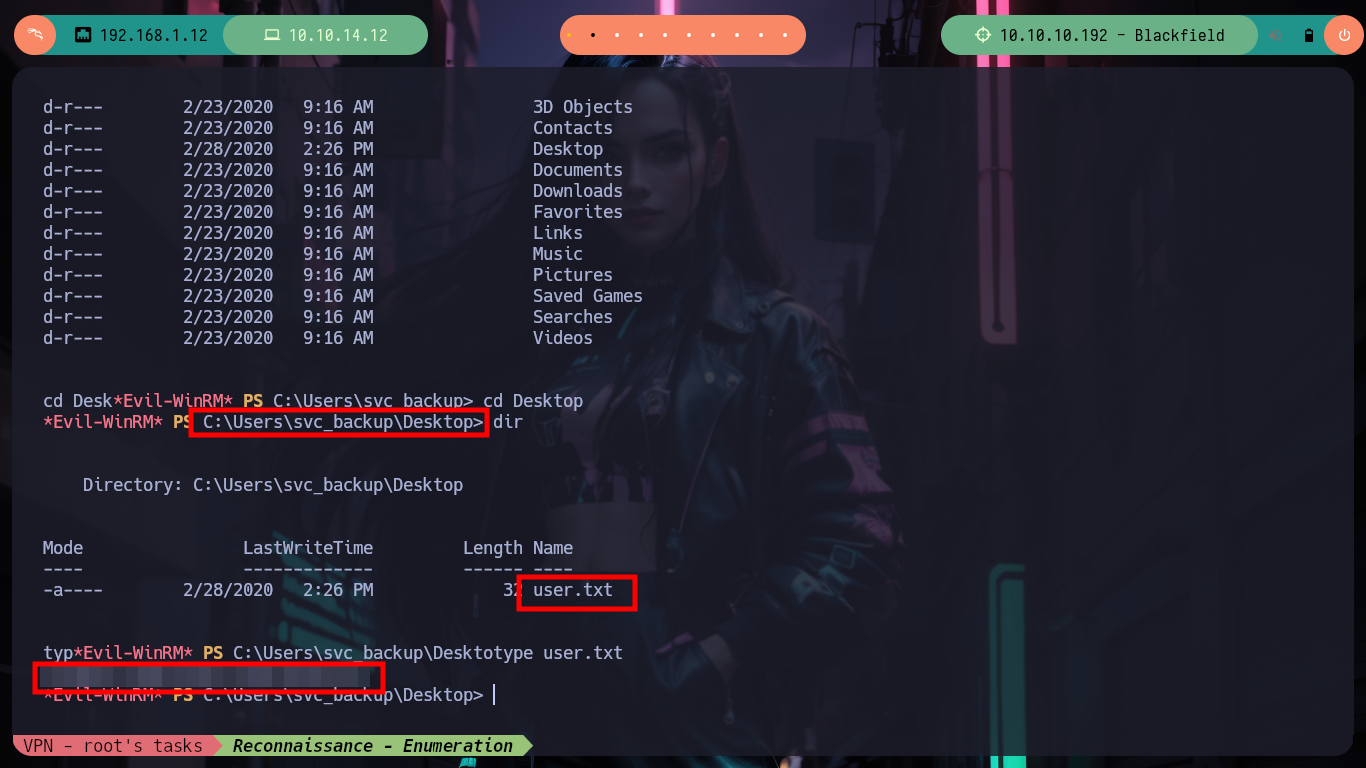 192.168.1.12 10.10.14.12 10.10.10.192 - Blackfield
d-r--- 2/23/2020 9:16 AM 3D Objects
d-r--- 2/23/2020 9:16 AM Contacts
d-r--- 2/28/2020 2:26 PM Desktop
d-r--- 2/23/2020 9:16 AM Documents
d-r--- 2/23/2020 9:16 AM Downloads
d-r--- 2/23/2020 9:16 AM Favorites
d-r--- 2/23/2020 9:16 AM Links
d-r--- 2/23/2020 9:16 AM Music
d-r--- 2/23/2020 9:16 AM Pictures
d-r--- 2/23/2020 9:16 AM Saved Games
d-r--- 2/23/2020 9:16 AM Searches
d-r--- 2/23/2020 9:16 AM Videos
cd Desk*Evil-WinRM* PS C:\Users\svc_backup> cd Desktop
*Evil-WinRM* PS C:\Users\svc_backup\Desktop> dir
Directory: C:\Users\svc_backup\Desktop
Mode LastWriteTime Length Name
---- ------------- ------ ----
-a---- 2/28/2020 2:26 PM 32 user.txt
typ*Evil-WinRM* PS C:\Users\svc_backup\Desktotype user.txt
*Evil-WinRM* PS C:\Users\svc_backup\Desktop>
VPN - root's tasks Reconnaissance - Enumeration